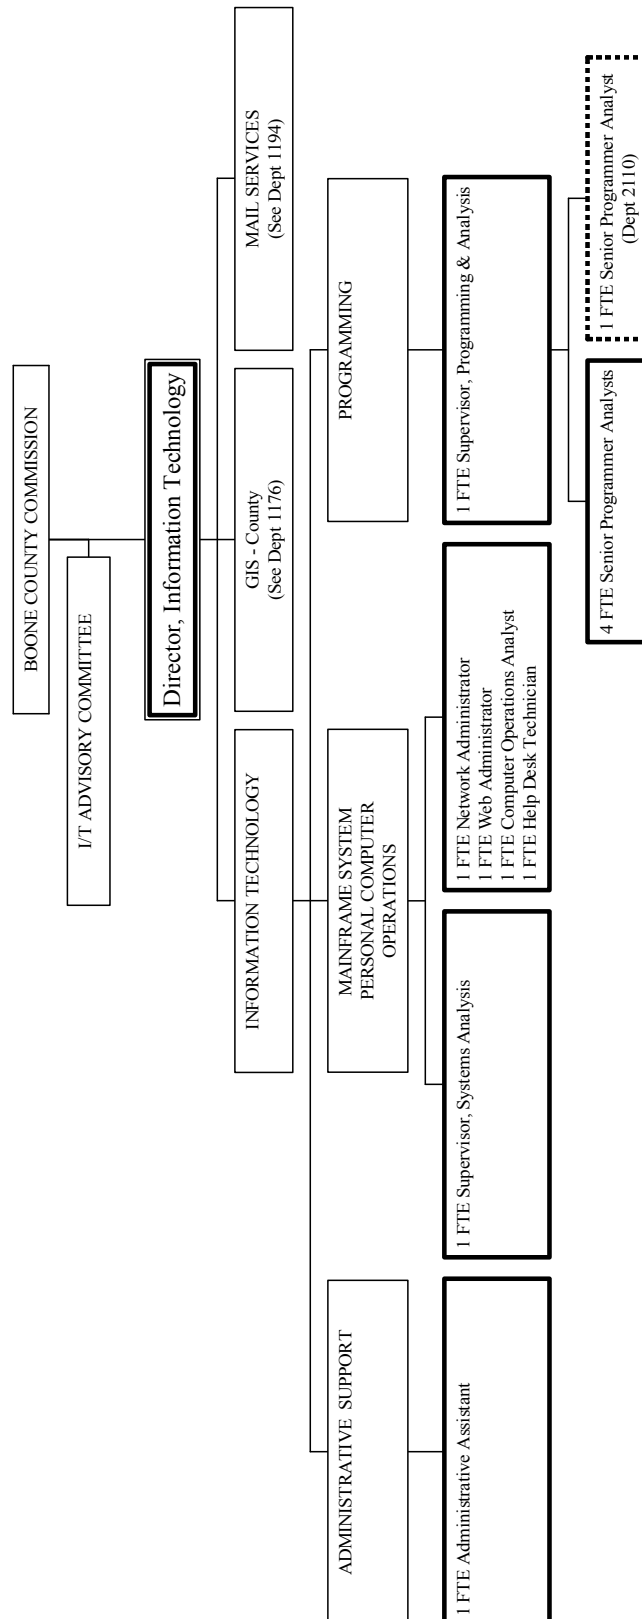 BOONE COUNTY COMMISSION
I/T ADVISORY COMMITTEE
Director, Information Technology
INFORMATION TECHNOLOGY
GIS - County
(See Dept 1176)
MAIL SERVICES
(See Dept 1194)
ADMINISTRATIVE SUPPORT
MAINFRAME SYSTEM
PERSONAL COMPUTER
OPERATIONS
PROGRAMMING
1 FTE Administrative Assistant
1 FTE Supervisor, Systems Analysis
1 FTE Network Administrator
1 FTE Web Administrator
1 FTE Computer Operations Analyst
1 FTE Help Desk Technician
1 FTE Supervisor, Programming & Analysis
4 FTE Senior Programmer Analysts
1 FTE Senior Programmer Analyst
(Dept 2110)